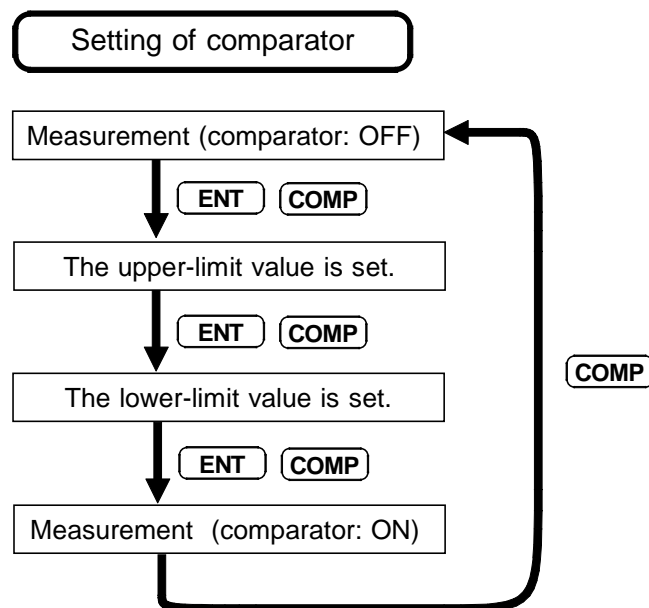 Setting of comparator
Measurement (comparator: OFF)
ENT COMP
The upper-limit value is set.
ENT COMP
COMP
The lower-limit value is set.
ENT COMP
Measurement (comparator: ON)